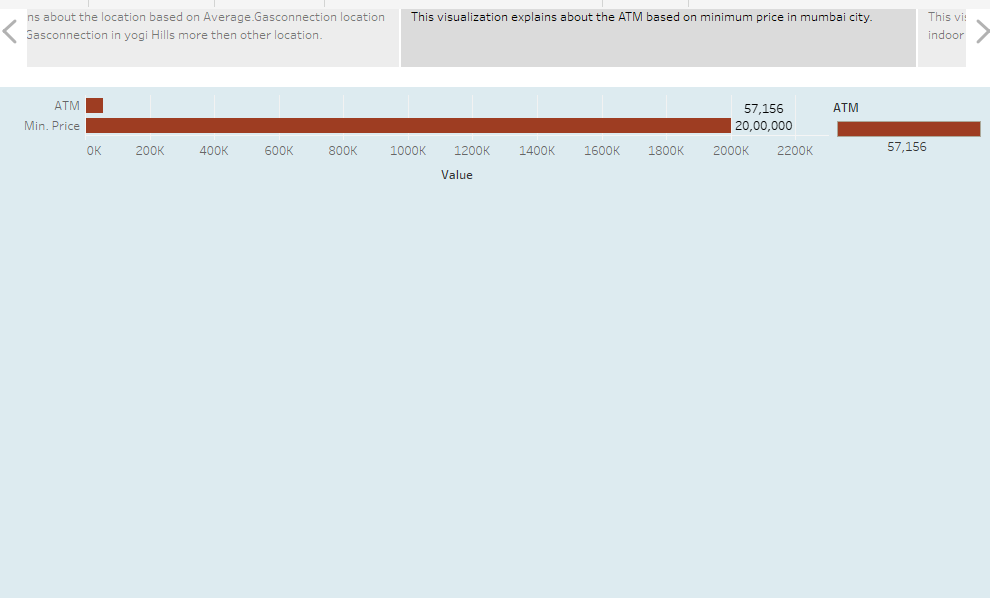 ns about the location based on Average.Gasconnection location
Gasconnection in yogi Hills more then other location.
This visualization explains about the ATM based on minimum price in mumbai city.
This vis
indoor
ATM
57,156
Min. Price
20,00,000
0K 200K 400K 600K 800K 1000K 1200K 1400K 1600K 1800K 2000K 2200K
Value
ATM
57,156